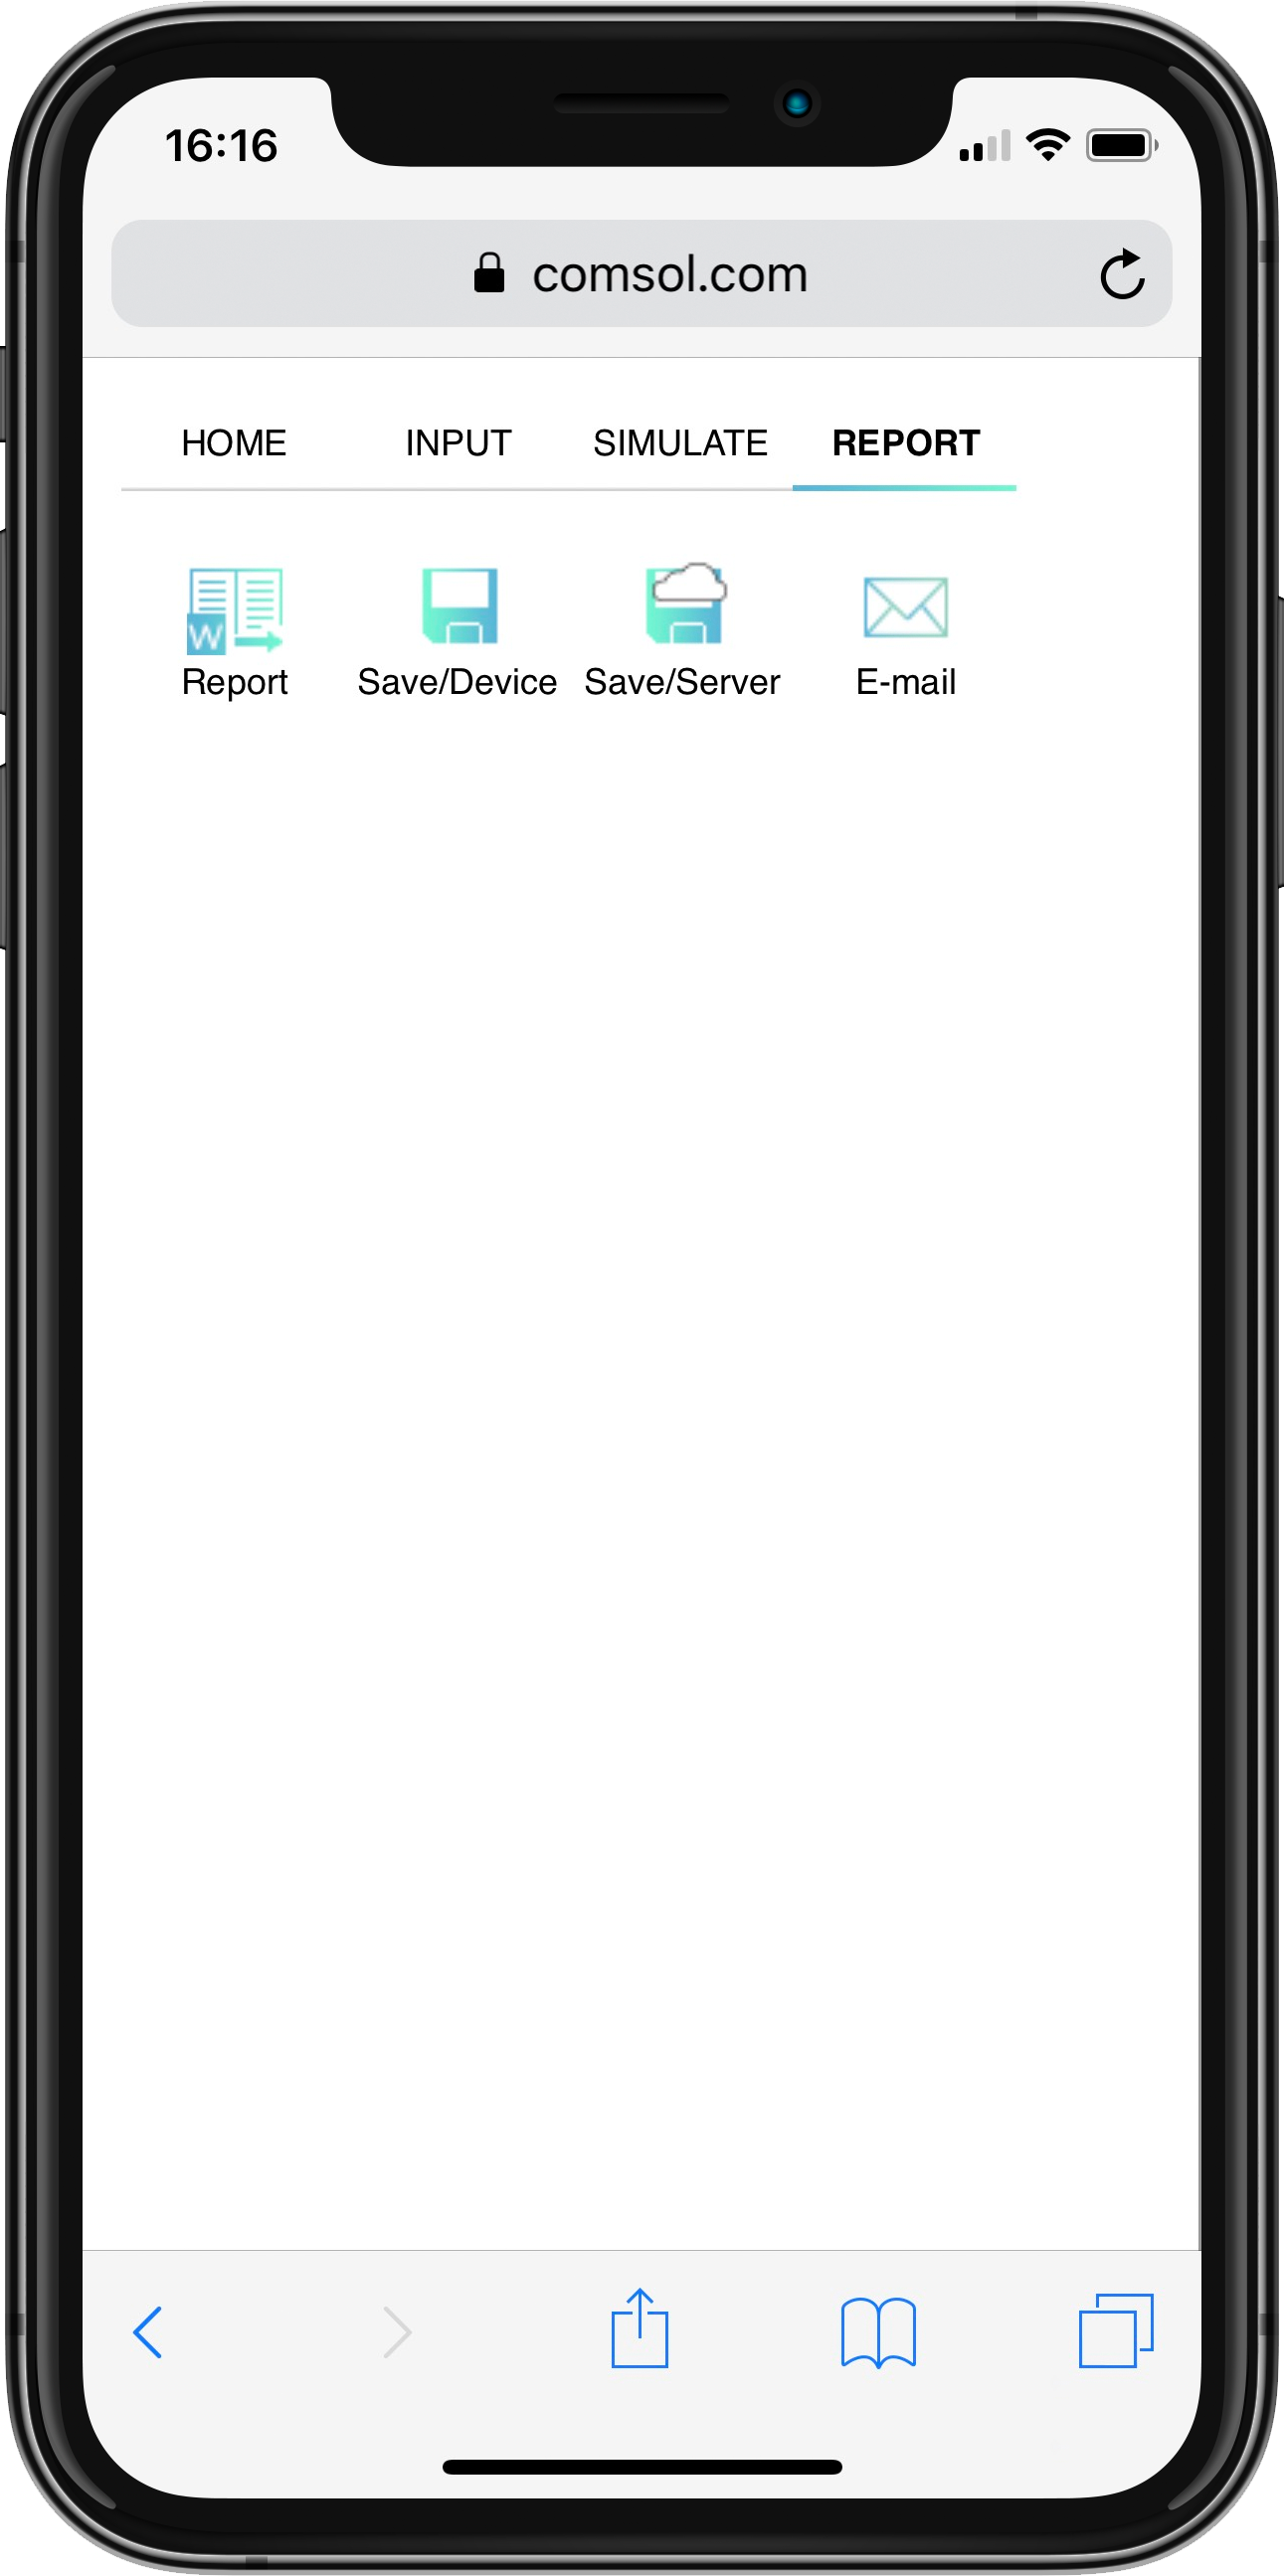 16:16
comsol.com
HOME INPUT SIMULATE REPORT
W
Report Save/Device Save/Server E-mail